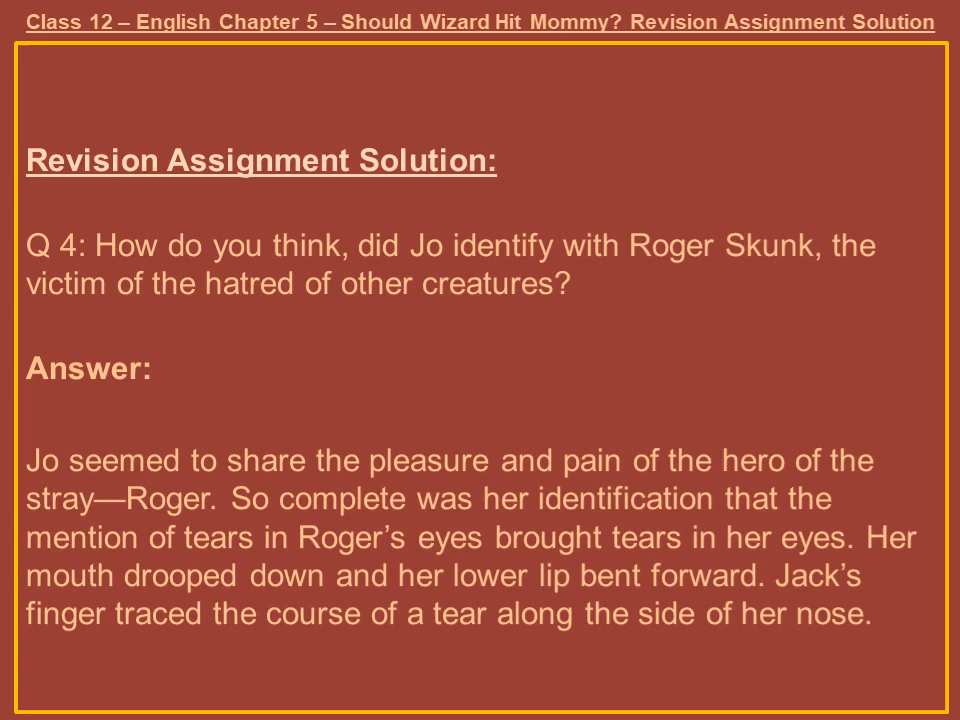 Class 12 – English Chapter 5 – Should Wizard Hit Mommy? Revision Assignment Solution
Revision Assignment Solution:
Q 4: How do you think, did Jo identify with Roger Skunk, the
victim of the hatred of other creatures?
Answer:
Jo seemed to share the pleasure and pain of the hero of the
stray—Roger. So complete was her identification that the
mention of tears in Roger’s eyes brought tears in her eyes. Her
mouth drooped down and her lower lip bent forward. Jack’s
finger traced the course of a tear along the side of her nose.